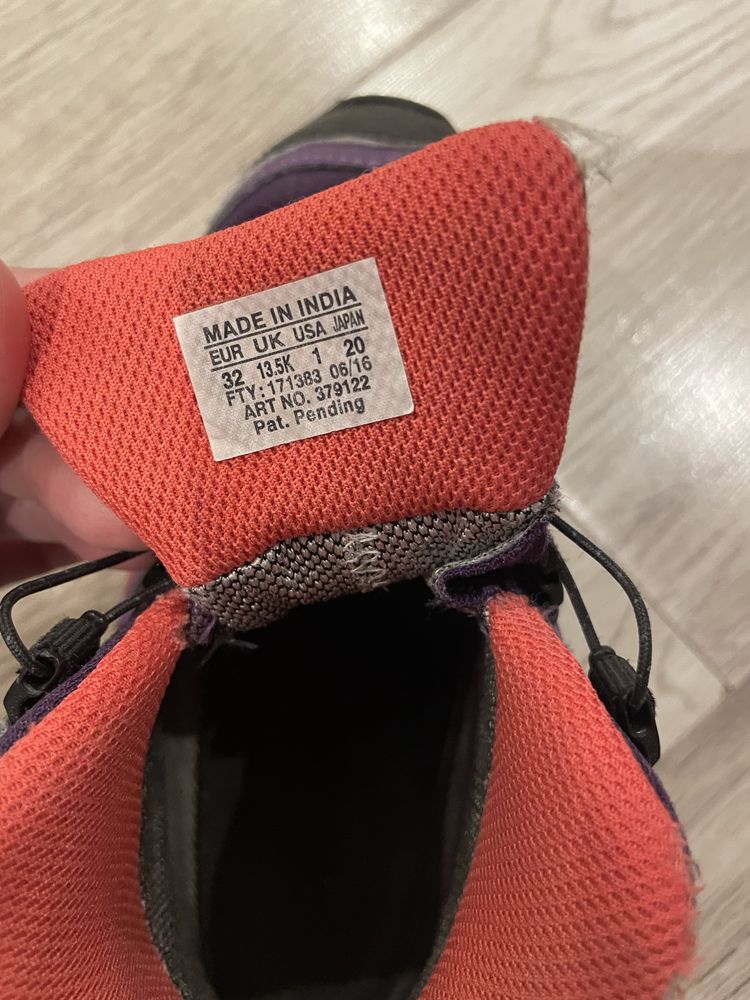 MADE IN INDIA
EUR UK USA JAPAN
32 13.5K 1 20
FTY: 171383 06/16
ART NO. 379122
Pat. Pending